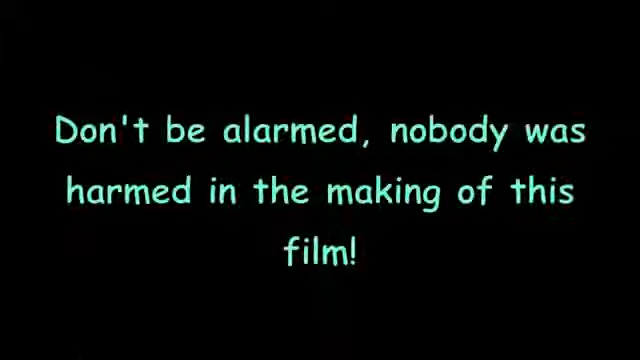 Don't be alarmed, nobody was
harmed in the making of this
film!